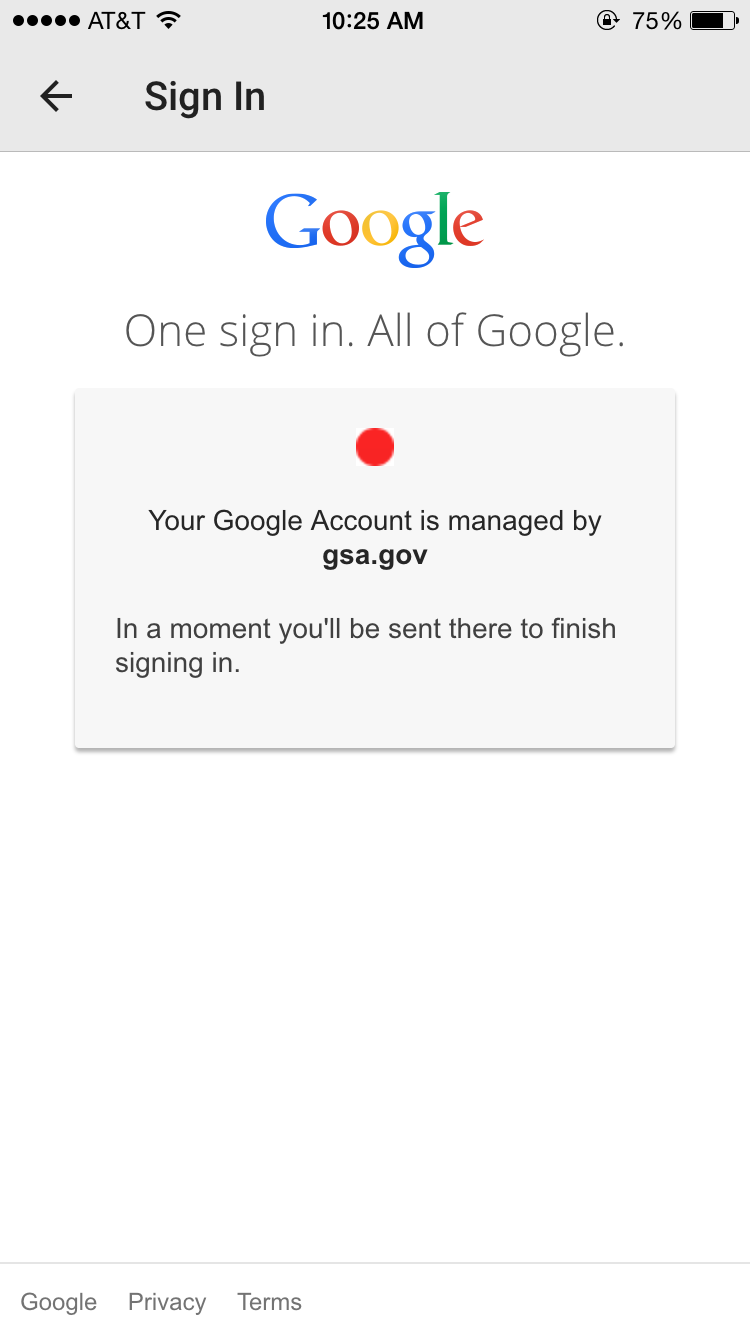 AT&T 10:25 AM 75%
Sign In
Google
One sign in. All of Google.
Your Google Account is managed by
gsa.gov
In a moment you'll be sent there to finish
signing in.
Google Privacy Terms